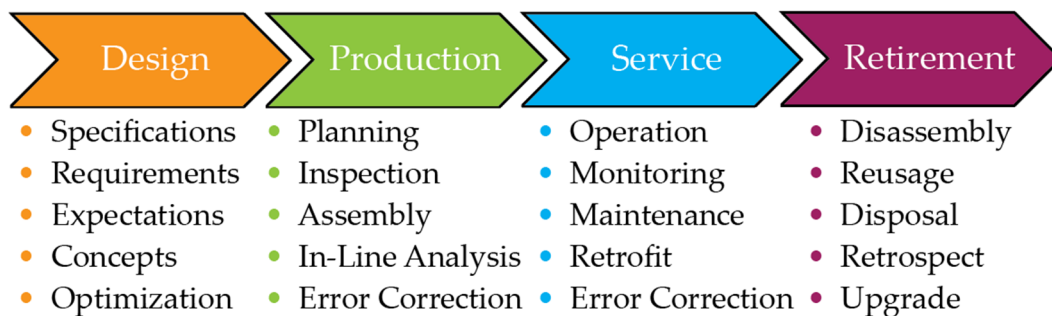 Design
Production
Service
Retirement
• Specifications
• Requirements
• Expectations
• Concepts
• Optimization
• Planning
• Inspection
• Assembly
• In-Line Analysis
• Error Correction
• Operation
• Monitoring
• Maintenance
• Retrofit
• Error Correction
• Disassembly
• Reusage
• Disposal
• Retrospect
• Upgrade